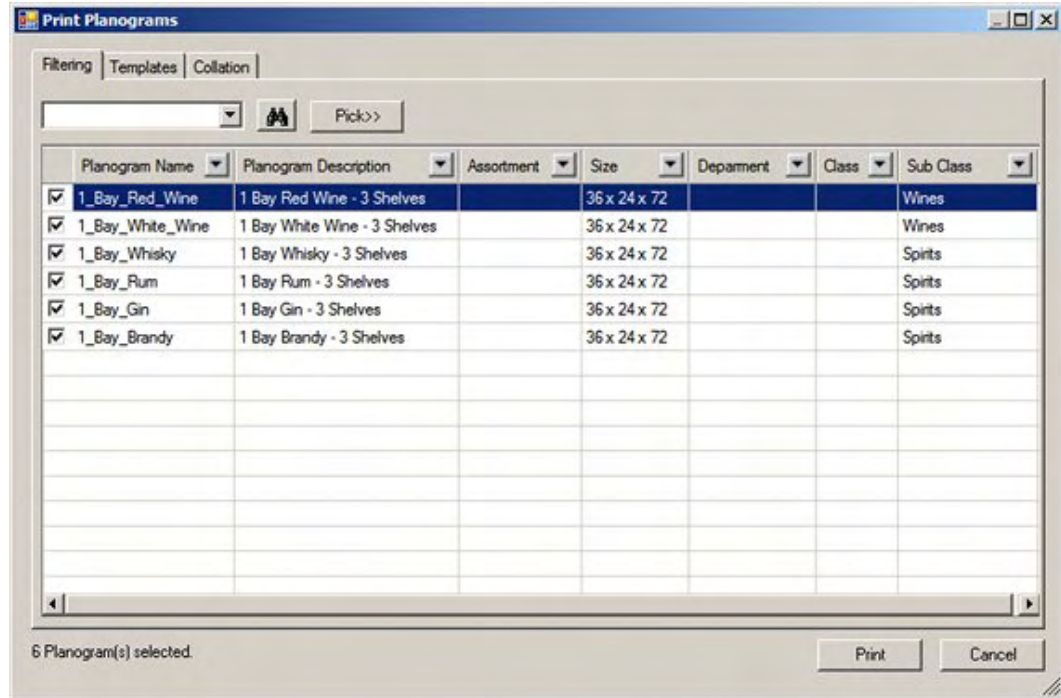 Print Planograms
Filtering Templates Collation
Pick>>
Planogram Name Planogram Description Assortment Size Deparment Class Sub Class
1_Bay_Red_Wine 1 Bay Red Wine - 3 Shelves 36 x 24 x 72 Wines
1_Bay_White_Wine 1 Bay White Wine - 3 Shelves 36 x 24 x 72 Wines
1_Bay_Whisky 1 Bay Whisky - 3 Shelves 36 x 24 x 72 Spirits
1_Bay_Rum 1 Bay Rum - 3 Shelves 36 x 24 x 72 Spirits
1_Bay_Gin 1 Bay Gin - 3 Shelves 36 x 24 x 72 Spirits
1_Bay_Brandy 1 Bay Brandy - 3 Shelves 36 x 24 x 72 Spirits
6 Planogram(s) selected. Print Cancel